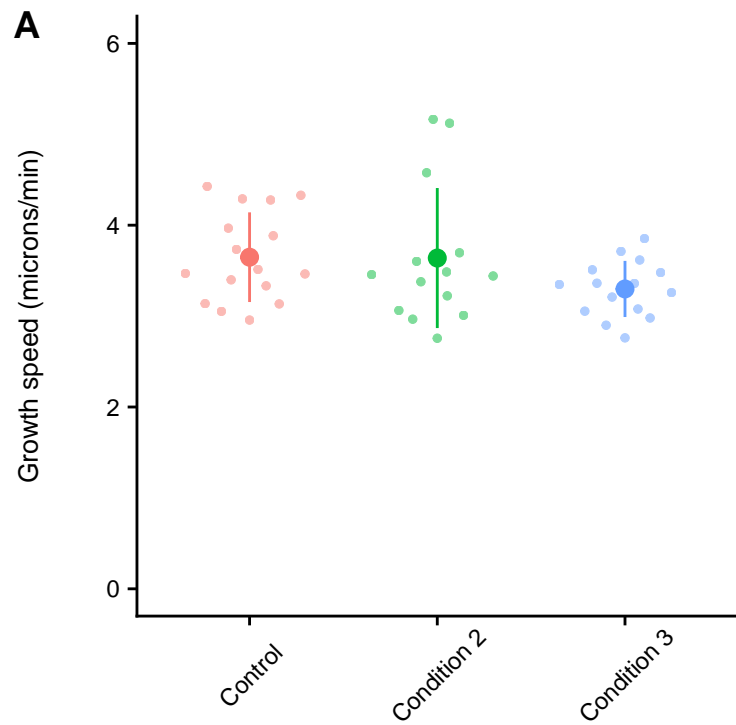 A
Growth speed (microns/min)
6
4
2
0
Control
Condition 2
Condition 3